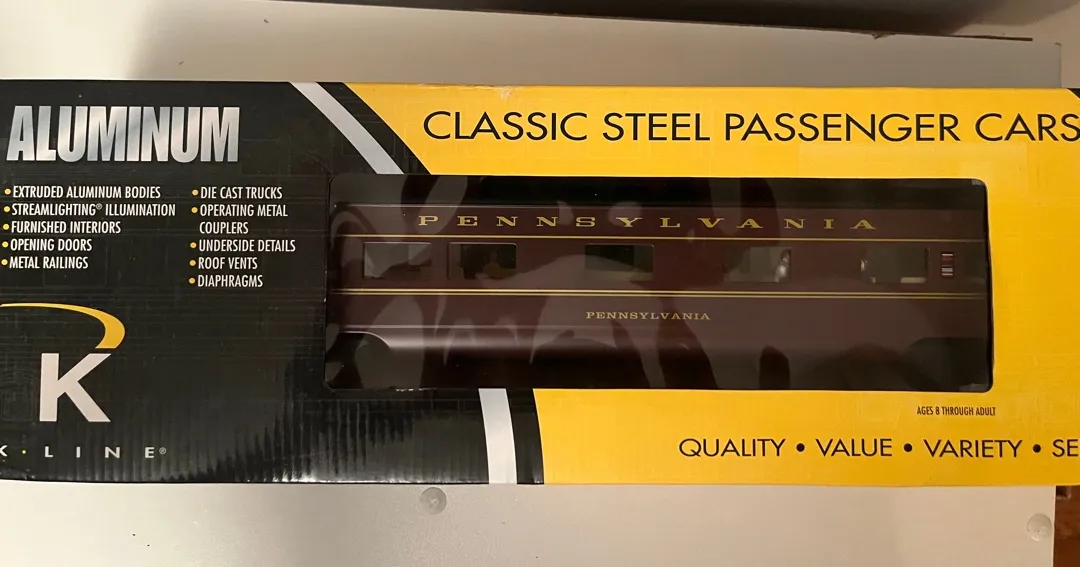 ALUMINUM
• EXTRUDED ALUMINUM BODIES
• STREAMLIGHTING® ILLUMINATION
• FURNISHED INTERIORS
• OPENING DOORS
• METAL RAILINGS
• DIE CAST TRUCKS
• OPERATING METAL
COUPLERS
• UNDERSIDE DETAILS
• ROOF VENTS
• DIAPHRAGMS
K
K · LINE®
CLASSIC STEEL PASSENGER CARS
PENNSYLVANIA
PENNSYLVANIA
AGES 8 THROUGH ADULT
QUALITY • VALUE • VARIETY • SE